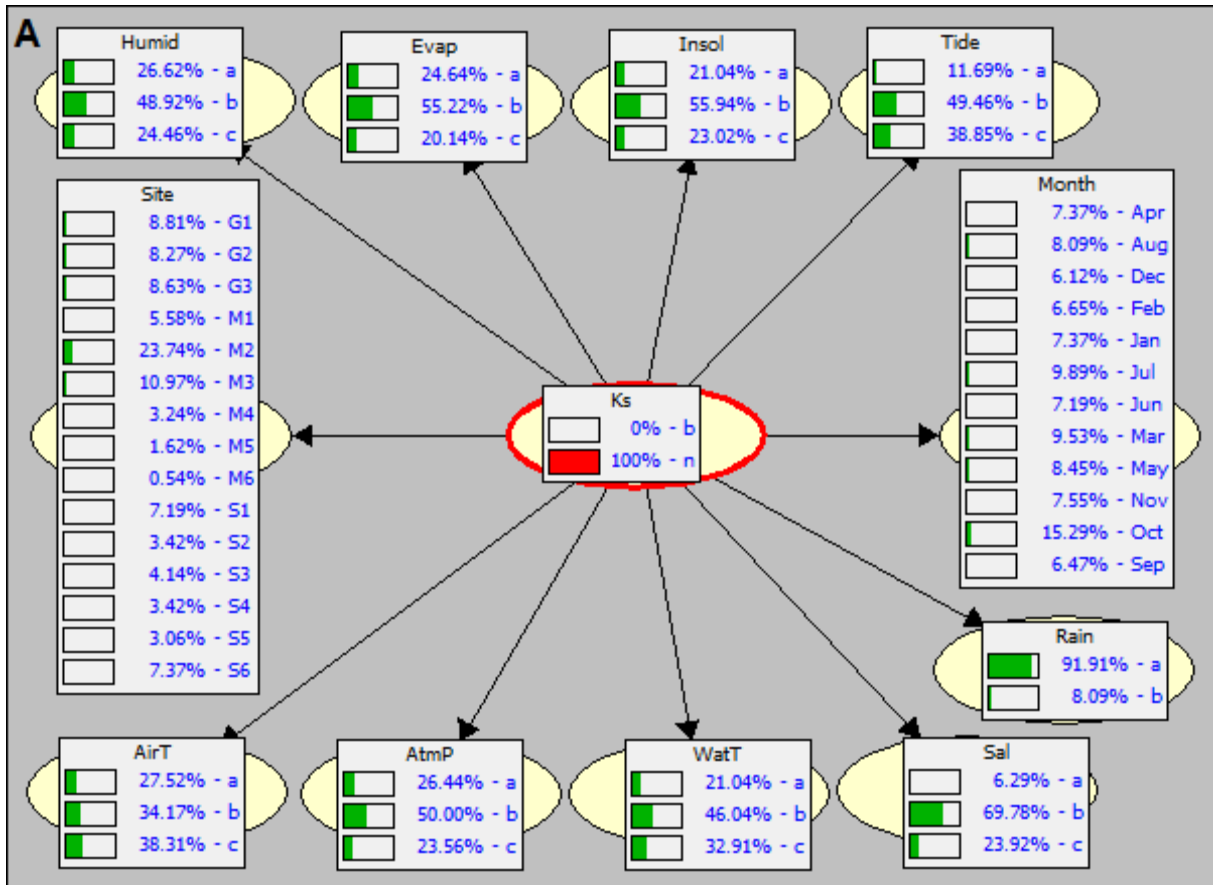 A
Humid
26.62% - a
48.92% - b
24.46% - c
Evap
24.64% - a
55.22% - b
20.14% - c
Insol
21.04% - a
55.94% - b
23.02% - c
Tide
11.69% - a
49.46% - b
38.85% - c
Site
8.81% - G1
8.27% - G2
8.63% - G3
5.58% - M1
23.74% - M2
10.97% - M3
3.24% - M4
1.62% - M5
0.54% - M6
7.19% - S1
3.42% - S2
4.14% - S3
3.42% - S4
3.06% - S5
7.37% - S6
Ks
0% - b
100% - n
Month
7.37% - Apr
8.09% - Aug
6.12% - Dec
6.65% - Feb
7.37% - Jan
9.89% - Jul
7.19% - Jun
9.53% - Mar
8.45% - May
7.55% - Nov
15.29% - Oct
6.47% - Sep
Rain
91.91% - a
8.09% - b
AirT
27.52% - a
34.17% - b
38.31% - c
AtmP
26.44% - a
50.00% - b
23.56% - c
WatT
21.04% - a
46.04% - b
32.91% - c
Sal
6.29% - a
69.78% - b
23.92% - c